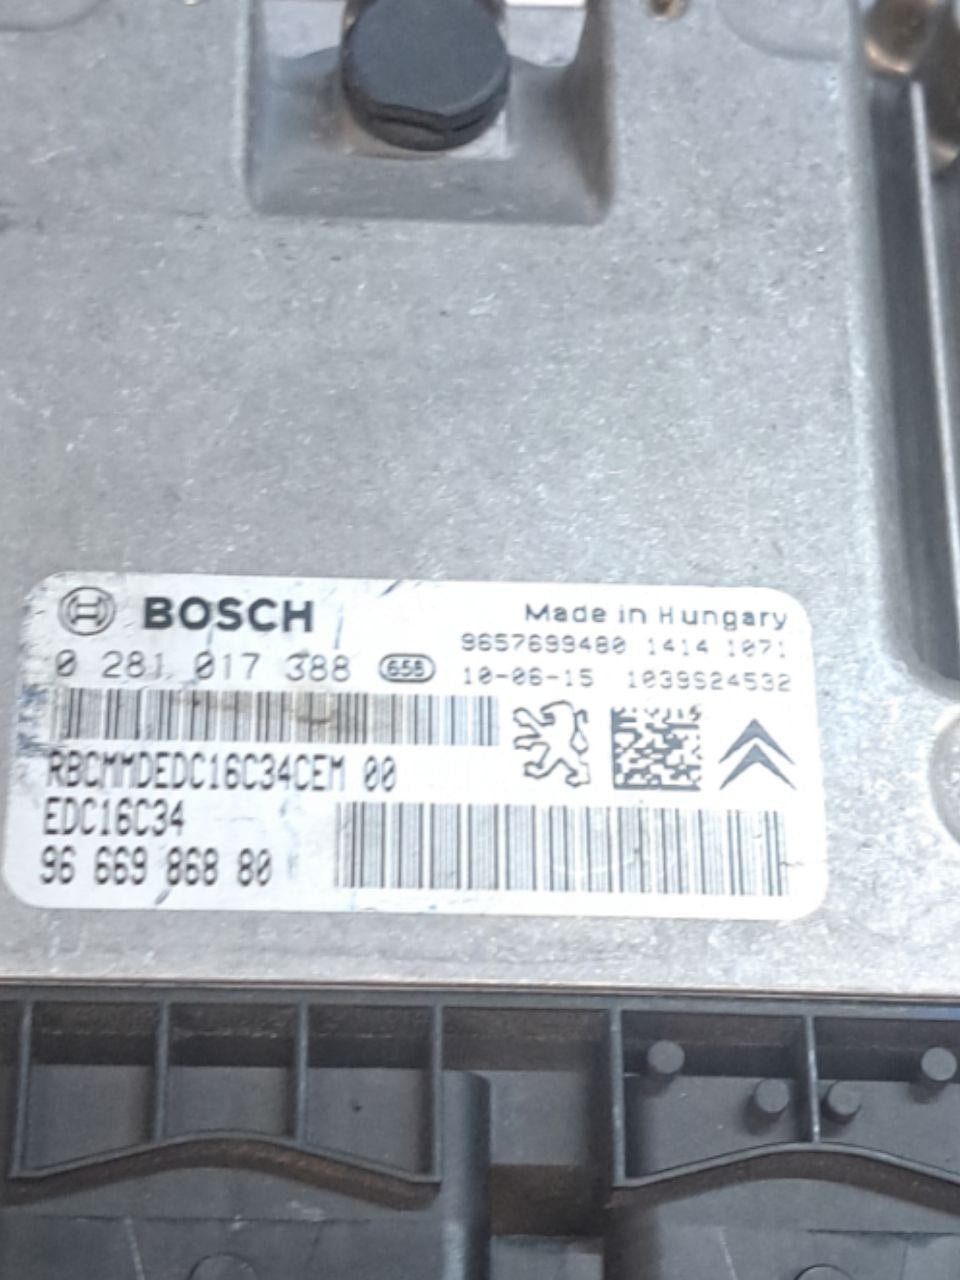 BOSCH
Made in Hungary
0 281 017 388 658
9657699480 1414 1071
10-06-15 1039S24532
RBCMMDEDC16C34CEM 00
EDC16C34
96 669 868 80